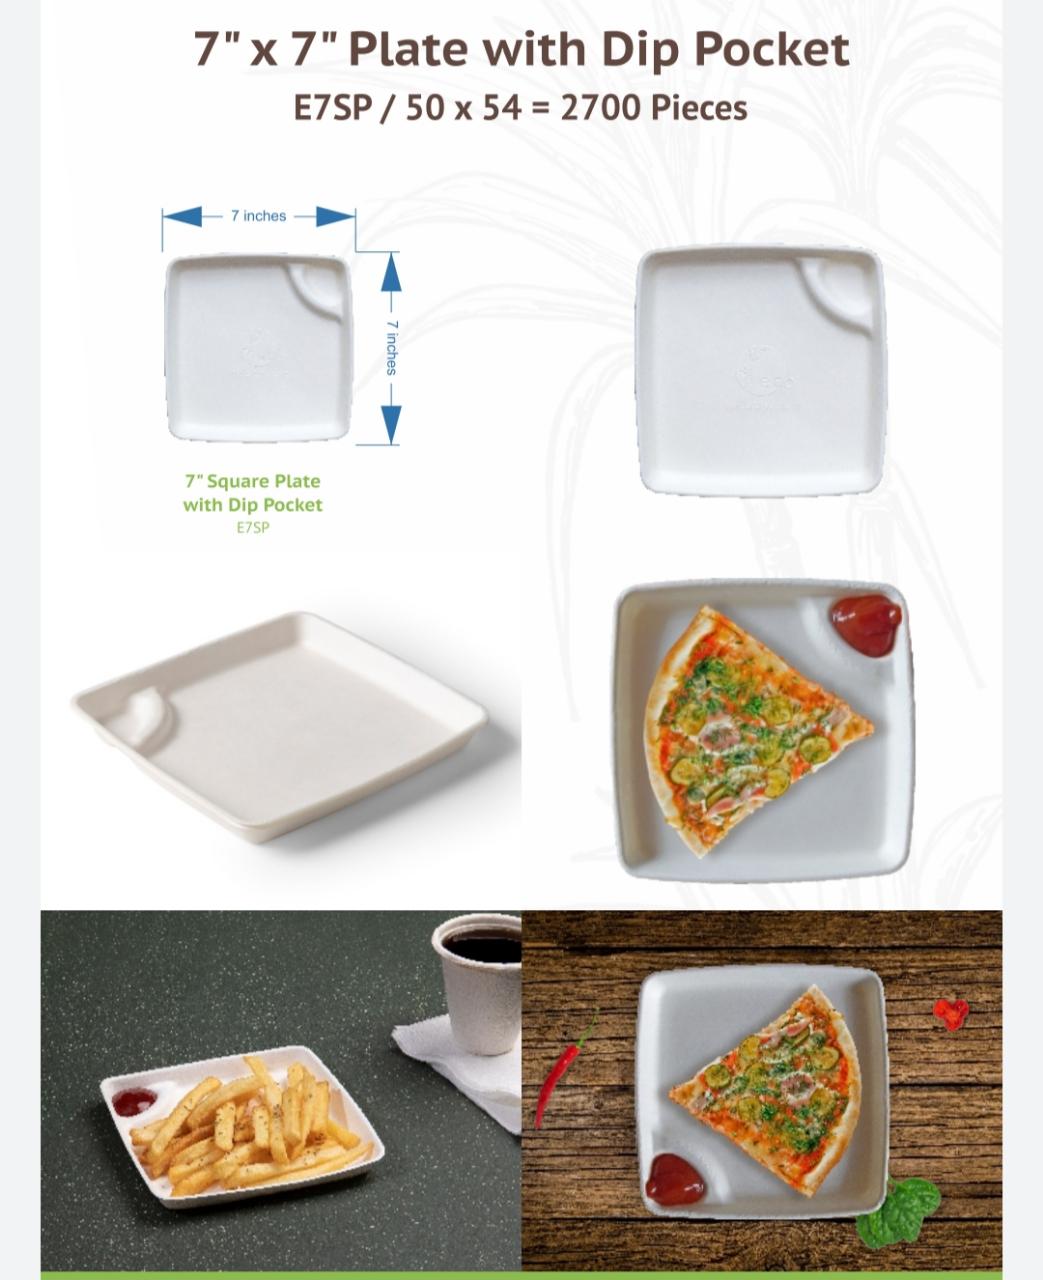 7" x 7" Plate with Dip Pocket
E7SP / 50 x 54 = 2700 Pieces
7 inches
7 inches
eco
7" Square Plate
with Dip Pocket
E7SP